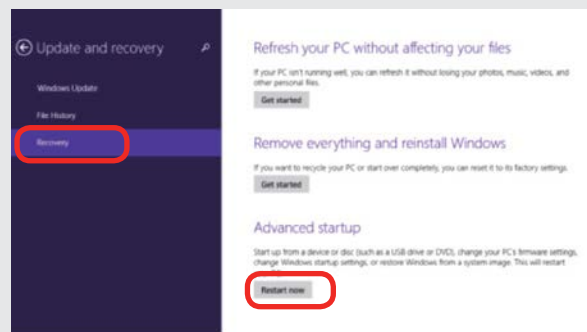 Update and recovery
Windows Update
File History
Recovery
Refresh your PC without affecting your files
If your PC isn't running well, you can refresh it without losing your photos, music, videos, and
other personal files.
Get started
Remove everything and reinstall Windows
If you want to recycle your PC or start over completely, you can reset it to its factory settings.
Get started
Advanced startup
Start up from a device or disc (such as a USB drive or DVD), change your PC's firmware settings,
change Windows startup settings, or restore Windows from a system image. This will restart
Restart now